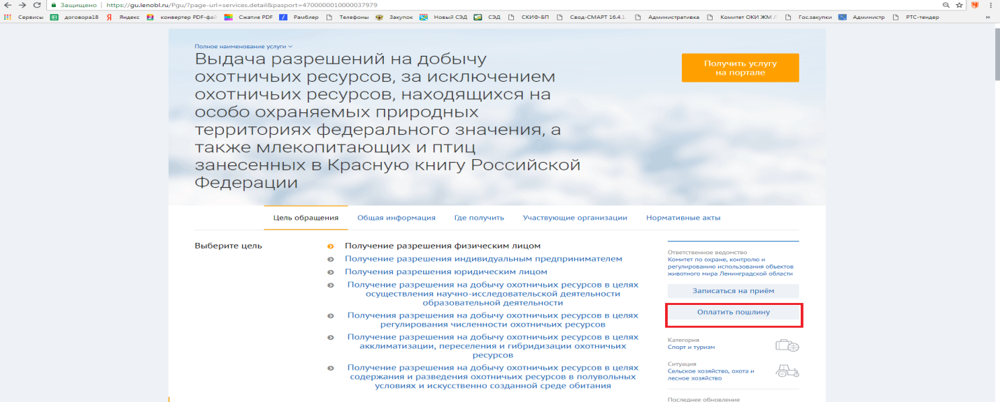 Защищено https://gu.lenobl.ru/Pgu/?page-url=services.detail&pasport=4700000010000037979
Сервисы договора18 Яндекс конвертер PDF-фай Сжатие PDF Рамблер Телефоны Закупок Новый СЭД СЭД СКИФ-БП Свод-СМАРТ 16.4.1 Административка Комитет ОКИ ЖМ Л Госзакупки Администр РТС-тендер »
Полное наименование услуги
Выдача разрешений на добычу
охотничьих ресурсов, за исключением
охотничьих ресурсов, находящихся на
особо охраняемых природных
территориях федерального значения, а
также млекопитающих и птиц
занесенных в Красную книгу Российской
Федерации
Получить услугу
на портале
Цель обращения Общая информация Где получить Участвующие организации Нормативные акты
Выберите цель
Получение разрешения физическим лицом
Получение разрешения индивидуальным предпринимателем
Получения разрешения юридическим лицом
Получение разрешения на добычу охотничьих ресурсов в целях
осуществления научно-исследовательской деятельности
образовательной деятельности
Получения разрешения на добычу охотничьих ресурсов в целях
регулирования численности охотничьих ресурсов
Получение разрешения на добычу охотничьих ресурсов в целях
акклиматизации, переселения и гибридизации охотничьих
ресурсов
Получение разрешения на добычу охотничьих ресурсов в целях
содержания и разведения охотничьих ресурсов в полувольных
условиях и искусственно созданной среде обитания
Ответственное ведомство
Комитет по охране, контролю и
регулированию использования объектов
животного мира Ленинградской области
Записаться на приём
Оплатить пошлину
Категория
Спорт и туризм
Ситуация
Сельское хозяйство, охота и
лесное хозяйство
Последнее обновление